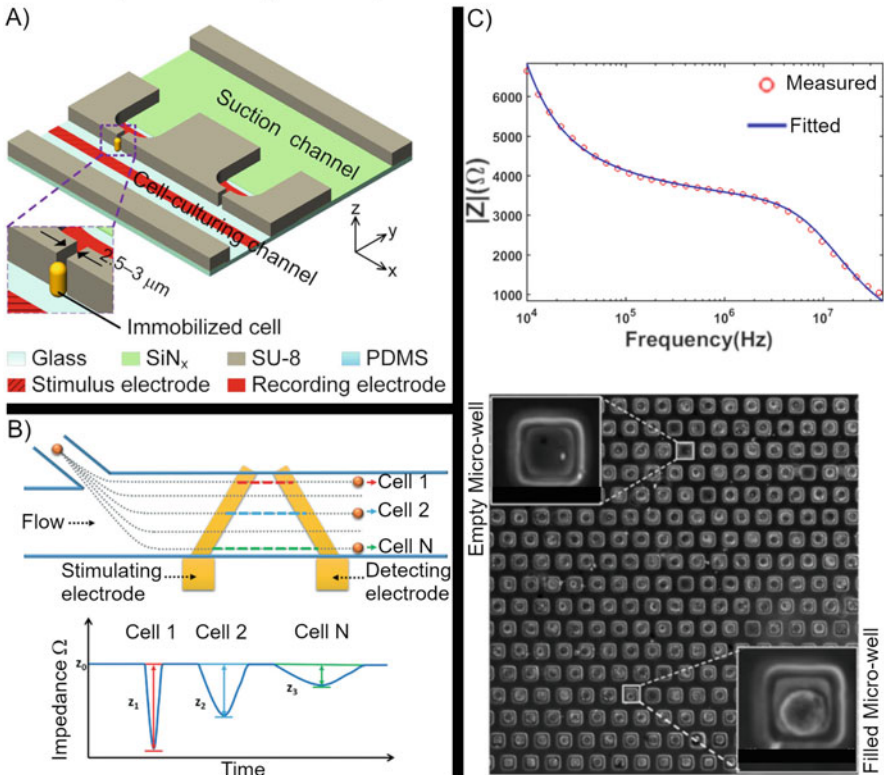 A)
Suction channel
Cell-culturing channel
z
y
x
2.5–3 μm
Immobilized cell
Glass
SiNx
SU-8
PDMS
Stimulus electrode
Recording electrode
B)
Flow
Cell 1
Cell 2
Cell N
Stimulating
electrode
Detecting
electrode
Cell 1
Cell 2
Cell N
Impedance Ω
z0
z1
z2
z3
Time
C)
|Z|(Ω)
6000
5000
4000
3000
2000
1000
Measured
Fitted
10^4
10^5
10^6
10^7
Frequency(Hz)
Empty Micro-well
Filled Micro-well